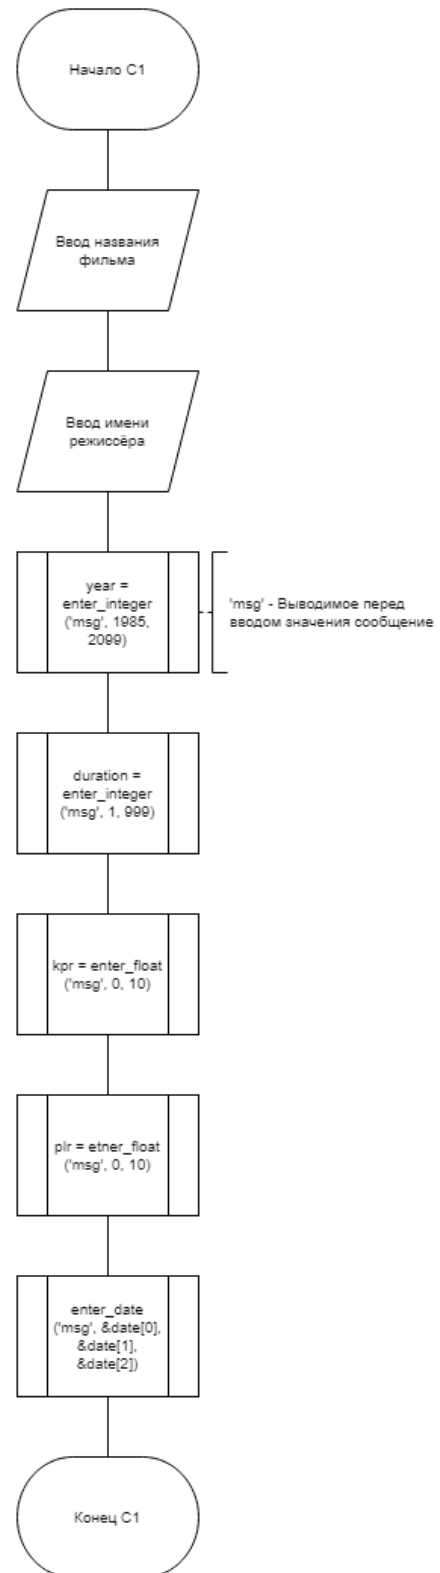 Начало C1
Ввод названия
фильма
Ввод имени
режиссёра
year =
enter_integer
('msg', 1985,
2099)
'msg' - Выводимое перед
вводом значения сообщение
duration =
enter_integer
('msg', 1, 999)
kpr = enter_float
('msg', 0, 10)
plr = etner_float
('msg', 0, 10)
enter_date
('msg', &date[0],
&date[1],
&date[2])
Конец C1